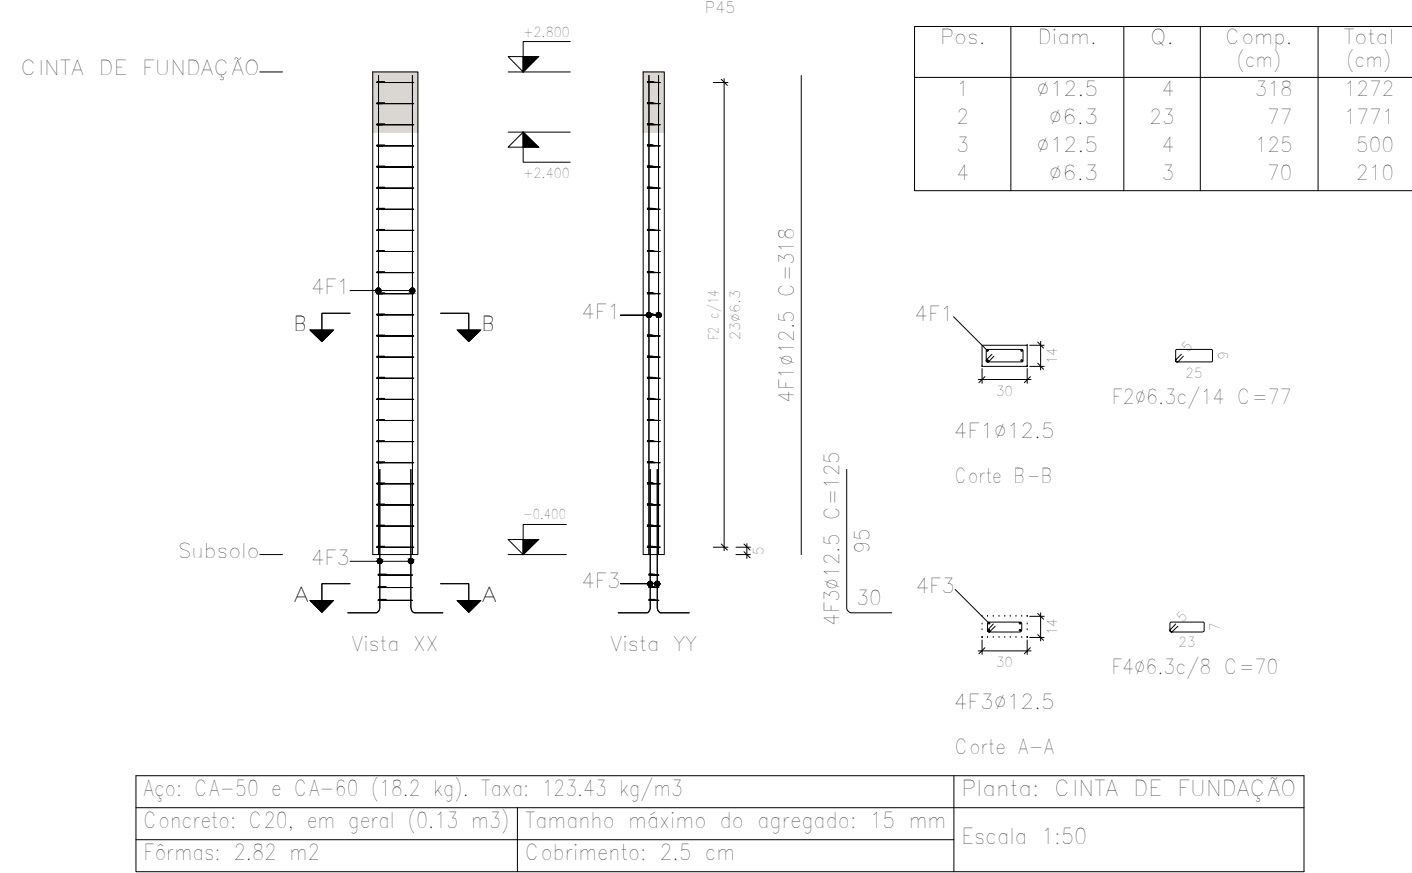 P45
+2.800
CINTA DE FUNDAÇÃO
+2.400
Pos. Diam. Q. Comp. (cm) Total (cm)
1 ø12.5 4 318 1272
2 ø6.3 23 77 1771
3 ø12.5 4 125 500
4 ø6.3 3 70 210
4F1
B B
4F1
F2 c/14
23ø6.3
4F1ø12.5 C=318
4F1
14
30
4F1ø12.5
Corte B-B
5
9
25
F2ø6.3c/14 C=77
-0.400
Subsolo
5
4F3
A A
4F3
Vista XX
Vista YY
4F3ø12.5 C=125
95
30
4F3
14
30
4F3ø12.5
Corte A-A
5
7
23
F4ø6.3c/8 C=70
Aço: CA-50 e CA-60 (18.2 kg). Taxa: 123.43 kg/m3
Planta: CINTA DE FUNDAÇÃO
Concreto: C20, em geral (0.13 m3)
Tamanho máximo do agregado: 15 mm
Escala 1:50
Fôrmas: 2.82 m2
Cobrimento: 2.5 cm